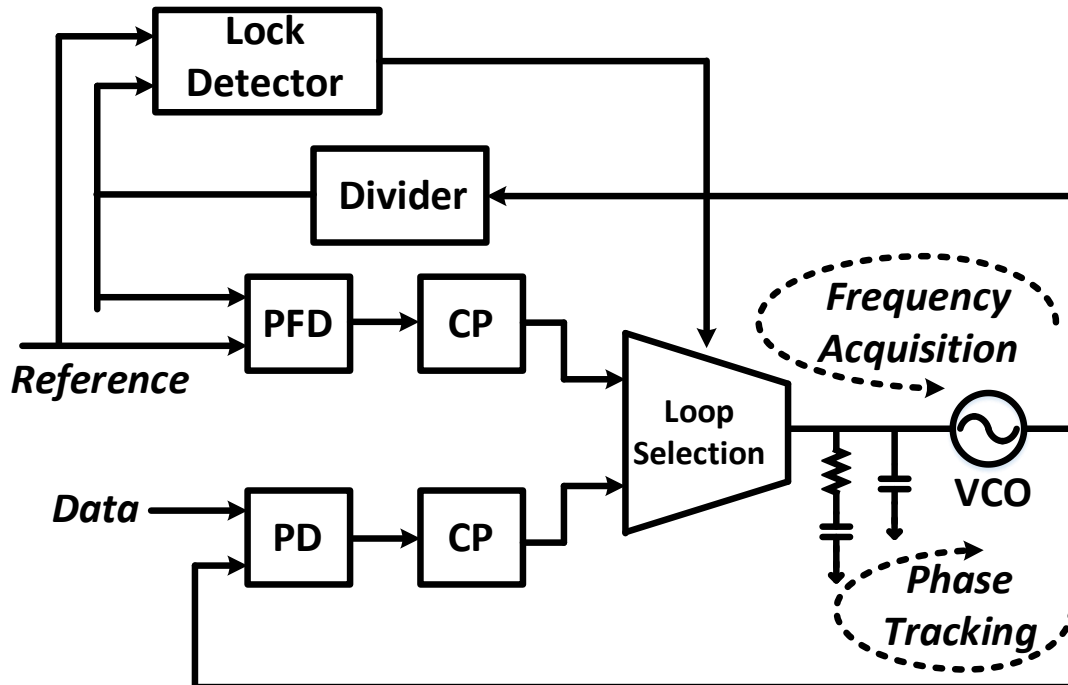 Lock
Detector
Divider
PFD
CP
Reference
Frequency
Acquisition
Loop
Selection
VCO
Data
PD
CP
Phase
Tracking